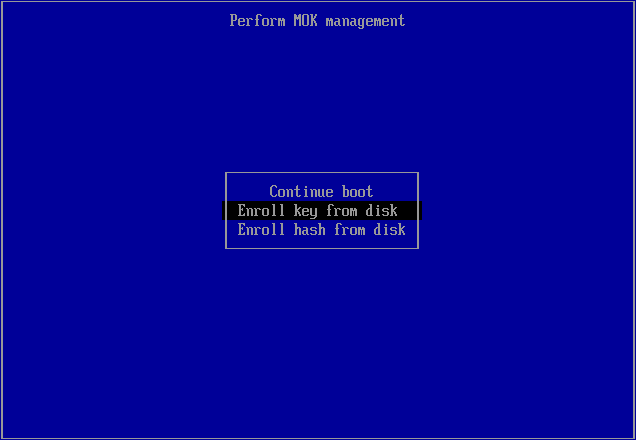 Perform MOK management
Continue boot
Enroll key from disk
Enroll hash from disk